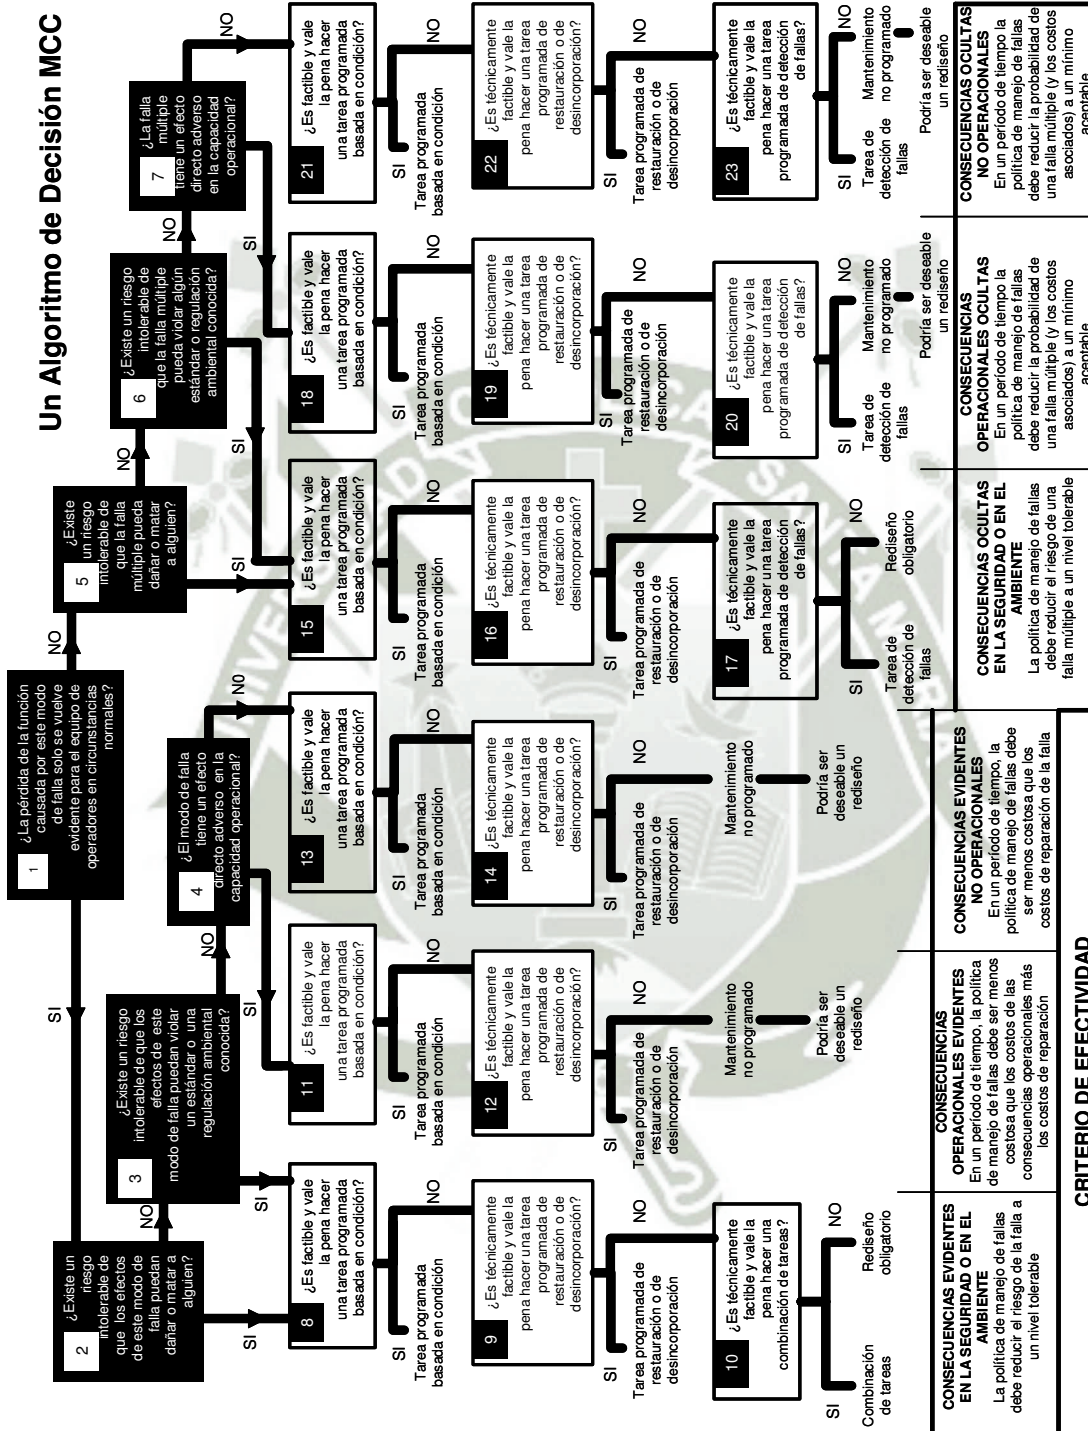 Un Algoritmo de Decisión MCC
1
¿La pérdida de la función
causada por este modo
de falla solo se vuelve
evidente para el equipo de
operadores en circunstancias
normales?
SI
NO
2
¿Existe un
riesgo
intolerable de
que los efectos
de este modo de
falla puedan
dañar o matar a
alguien?
NO
SI
3
¿Existe un riesgo
intolerable de que los
efectos de este
modo de falla puedan violar
un estándar o una
regulación ambiental
conocida?
NO
SI
4
¿El modo de falla
tiene un efecto
directo adverso en la
capacidad operacional?
SI
N0
5
¿Existe
un riesgo
intolerable de
que la falla
múltiple pueda
dañar o matar
a alguien?
NO
SI
6
¿Existe un riesgo
intolerable de
que la falla múltiple
pueda violar algún
estándar o regulación
ambiental conocida?
NO
SI
7
¿La falla
múltiple
tiene un efecto
directo adverso
en la capacidad
operacional?
NO
SI
8
¿Es factible y vale
la pena hacer
una tarea programada
basada en condición?
SI
NO
Tarea programada
basada en condición
9
¿Es técnicamente
factible y vale la
pena hacer una tarea
programada de
restauración o de
desincorporación?
SI
NO
Tarea programada de
restauración o de
desincorporación
10
¿Es técnicamente
factible y vale la
pena hacer una
combinación de tareas?
SI
NO
Combinación
de tareas
Rediseño
obligatorio
11
¿Es factible y vale
la pena hacer
una tarea programada
basada en condición?
SI
NO
Tarea programada
basada en condición
12
¿Es técnicamente
factible y vale la
pena hacer una tarea
programada de
restauración o de
desincorporación?
SI
NO
Tarea programada de
restauración o de
desincorporación
Mantenimiento
no programado
Podría ser
deseable un
rediseño
13
¿Es factible y vale
la pena hacer
una tarea programada
basada en condición?
SI
NO
Tarea programada
basada en condición
14
¿Es técnicamente
factible y vale la
pena hacer una tarea
programada de
restauración o de
desincorporación?
SI
NO
Tarea programada de
restauración o de
desincorporación
Mantenimiento
no programado
Podría ser
deseable un
rediseño
15
¿Es factible y vale
la pena hacer
una tarea programada
basada en condición?
SI
NO
Tarea programada
basada en condición
16
¿Es técnicamente
factible y vale la
pena hacer una tarea
programada de
restauración o de
desincorporación?
SI
NO
Tarea programada de
restauración o de
desincorporación
17
¿Es técnicamente
factible y vale la
pena hacer una tarea
programada de detección
de fallas?
SI
NO
Tarea de
detección de
fallas
Rediseño
obligatorio
18
¿Es factible y vale
la pena hacer
una tarea programada
basada en condición?
SI
NO
Tarea programada
basada en condición
19
¿Es técnicamente
factible y vale la
pena hacer una tarea
programada de
restauración o de
desincorporación?
SI
NO
Tarea programada de
restauración o de
desincorporación
20
¿Es técnicamente
factible y vale la
pena hacer una tarea
programada de detección
de fallas?
SI
NO
Tarea de
detección de
fallas
Mantenimiento
no programado
Podría ser deseable
un rediseño
21
¿Es factible y vale
la pena hacer
una tarea programada
basada en condición?
SI
NO
Tarea programada
basada en condición
22
¿Es técnicamente
factible y vale la
pena hacer una tarea
programada de
restauración o de
desincorporación?
SI
NO
Tarea programada de
restauración o de
desincorporación
23
¿Es técnicamente
factible y vale la
pena hacer una tarea
programada de detección
de fallas?
SI
NO
Tarea de
detección de
fallas
Mantenimiento
no programado
Podría ser deseable
un rediseño
CONSECUENCIAS EVIDENTES
EN LA SEGURIDAD O EN EL
AMBIENTE
La política de manejo de fallas
debe reducir el riesgo de la falla a
un nivel tolerable
CONSECUENCIAS
OPERACIONALES EVIDENTES
En un período de tiempo, la política
de manejo de fallas debe ser menos
costosa que los costos de las
consecuencias operacionales más
los costos de reparación
CONSECUENCIAS EVIDENTES
NO OPERACIONALES
En un período de tiempo, la
política de manejo de fallas debe
ser menos costosa que los
costos de reparación de la falla
CONSECUENCIAS OCULTAS
EN LA SEGURIDAD O EN EL
AMBIENTE
La política de manejo de fallas
debe reducir el riesgo de una
falla múltiple a un nivel tolerable
CONSECUENCIAS
OPERACIONALES OCULTAS
En un período de tiempo la
política de manejo de fallas
debe reducir la probabilidad de
una falla múltiple (y los costos
asociados) a un mínimo
aceptable
CONSECUENCIAS OCULTAS
NO OPERACIONALES
En un período de tiempo la
política de manejo de fallas
debe reducir la probabilidad de
una falla múltiple (y los costos
asociados) a un mínimo
aceptable
CRITERIO DE EFECTIVIDAD